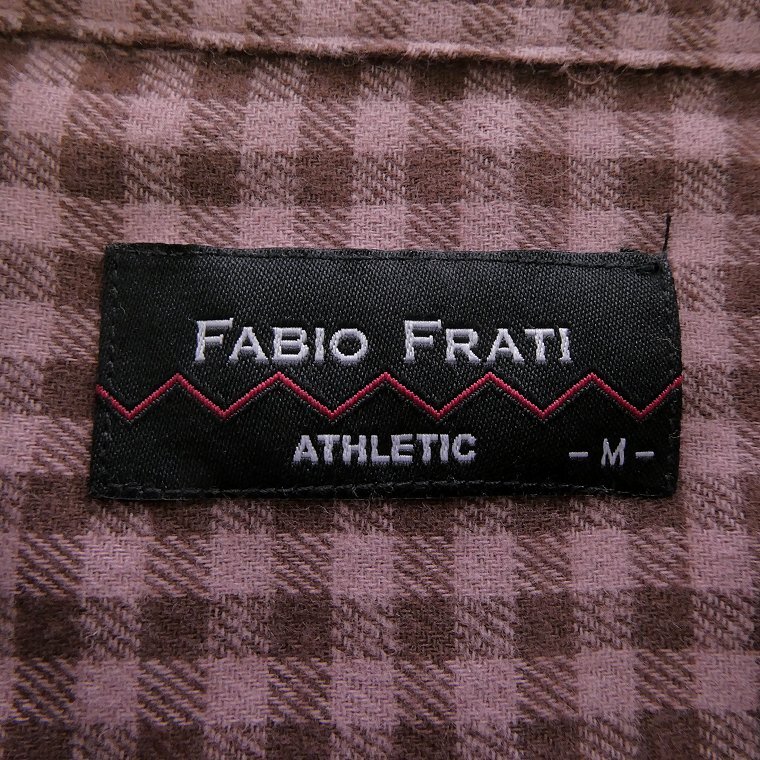 FABIO FRATI
ATHLETIC
- M -